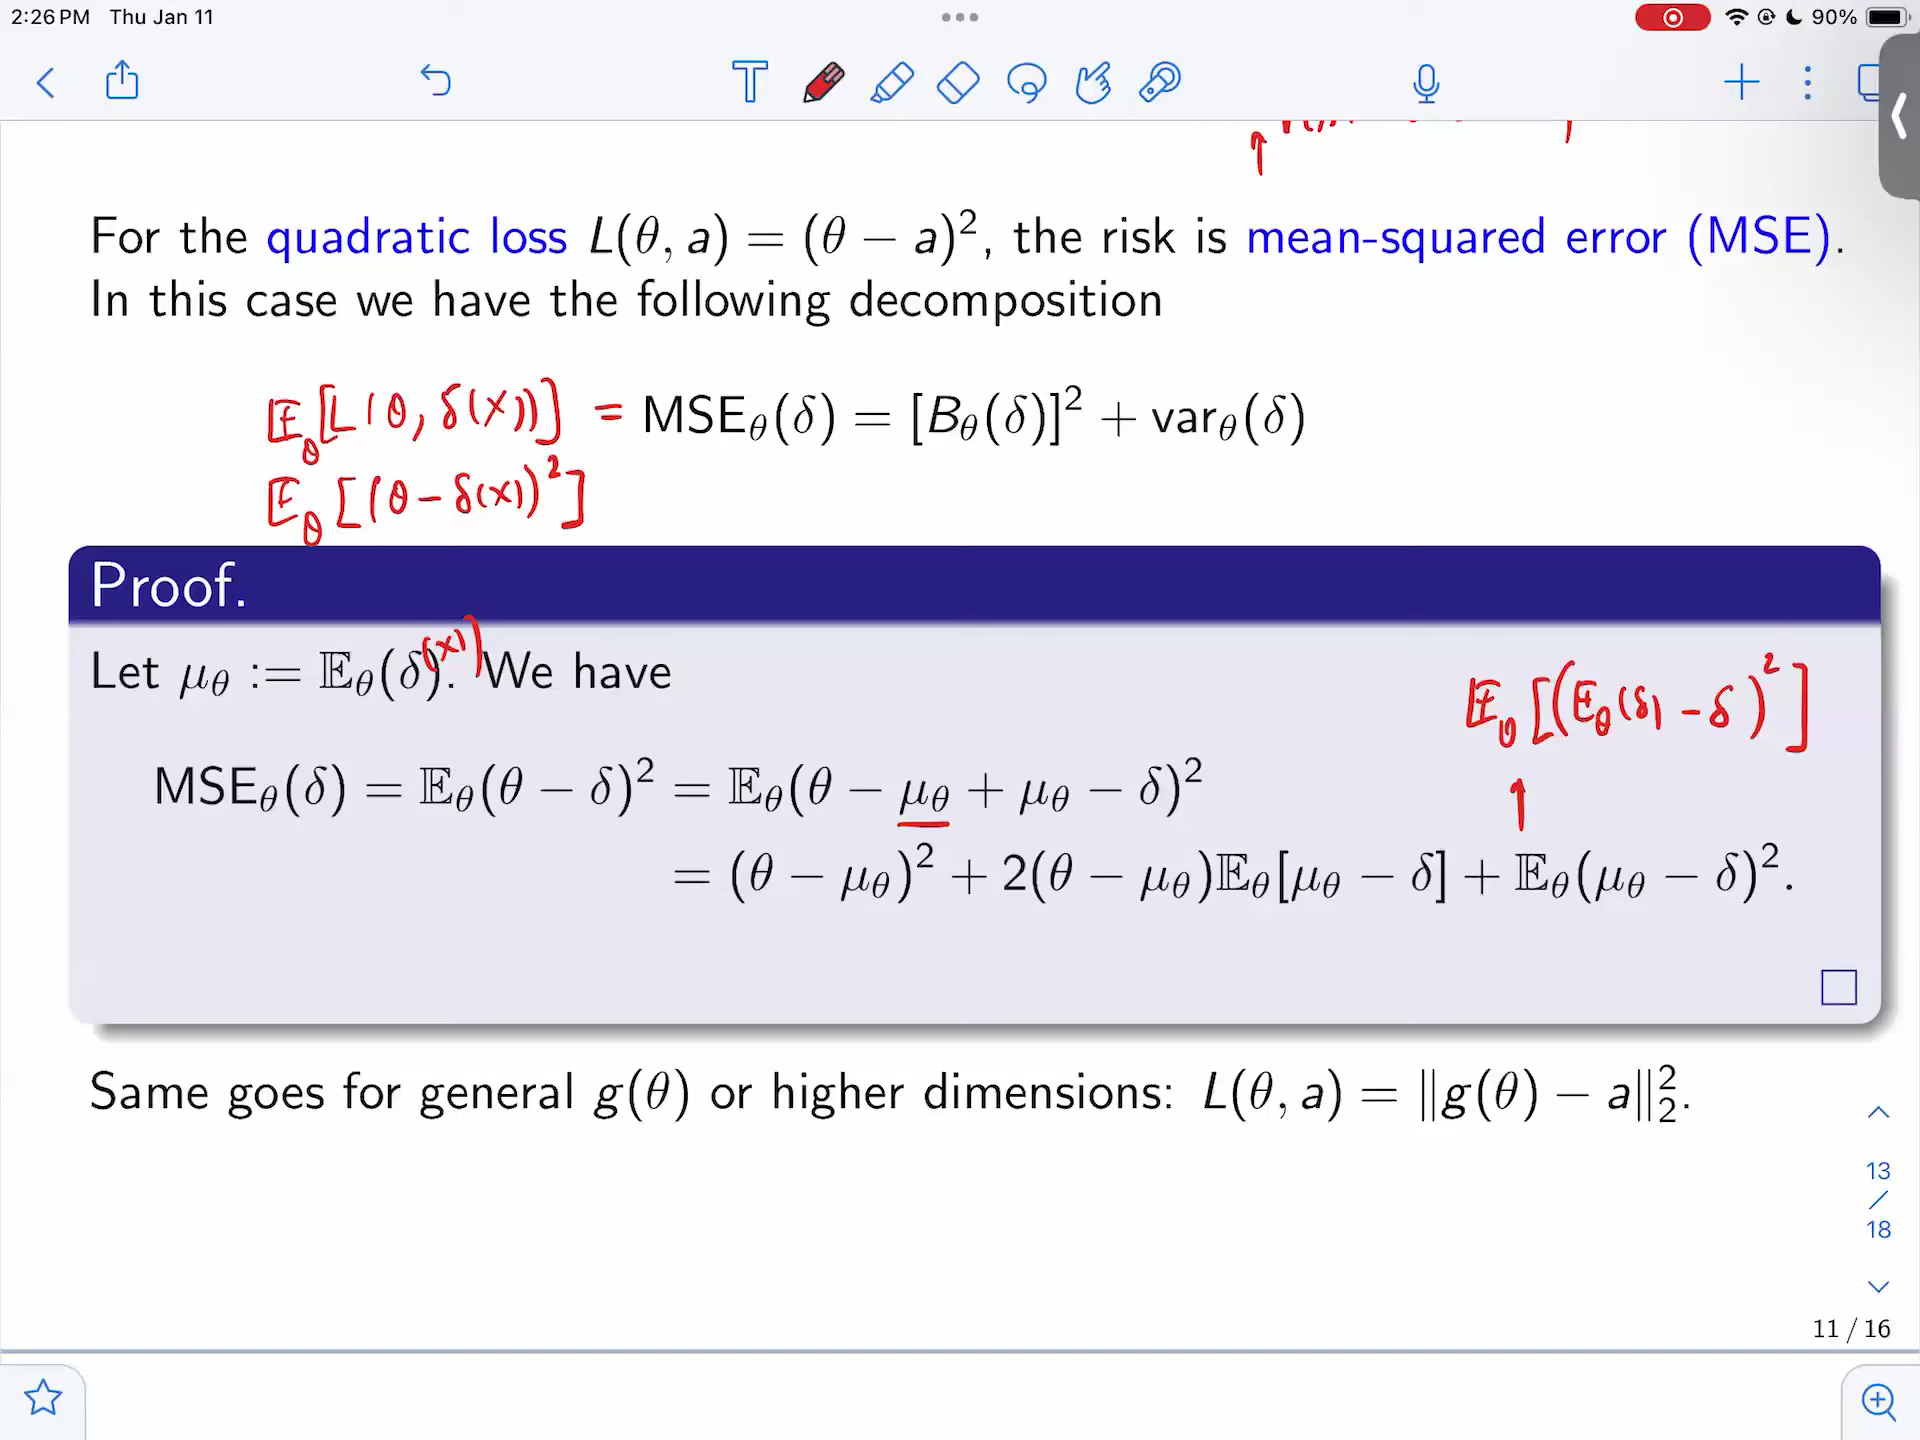 2:26 PM Thu Jan 11
90%
For the quadratic loss L(θ, a) = (θ − a)², the risk is mean-squared error (MSE).
In this case we have the following decomposition
𝔼_θ[L(θ, δ(X))] = MSE_θ(δ) = [B_θ(δ)]² + var_θ(δ)
𝔼_θ[(θ − δ(X))²]
Proof.
Let μ_θ := 𝔼_θ(δ(X)). We have
𝔼_θ[(𝔼_θ(δ) − δ)²]
MSE_θ(δ) = 𝔼_θ(θ − δ)² = 𝔼_θ(θ − μ_θ + μ_θ − δ)²
= (θ − μ_θ)² + 2(θ − μ_θ)𝔼_θ[μ_θ − δ] + 𝔼_θ(μ_θ − δ)².
Same goes for general g(θ) or higher dimensions: L(θ, a) = ‖g(θ) − a‖₂².
13
/
18
11 / 16